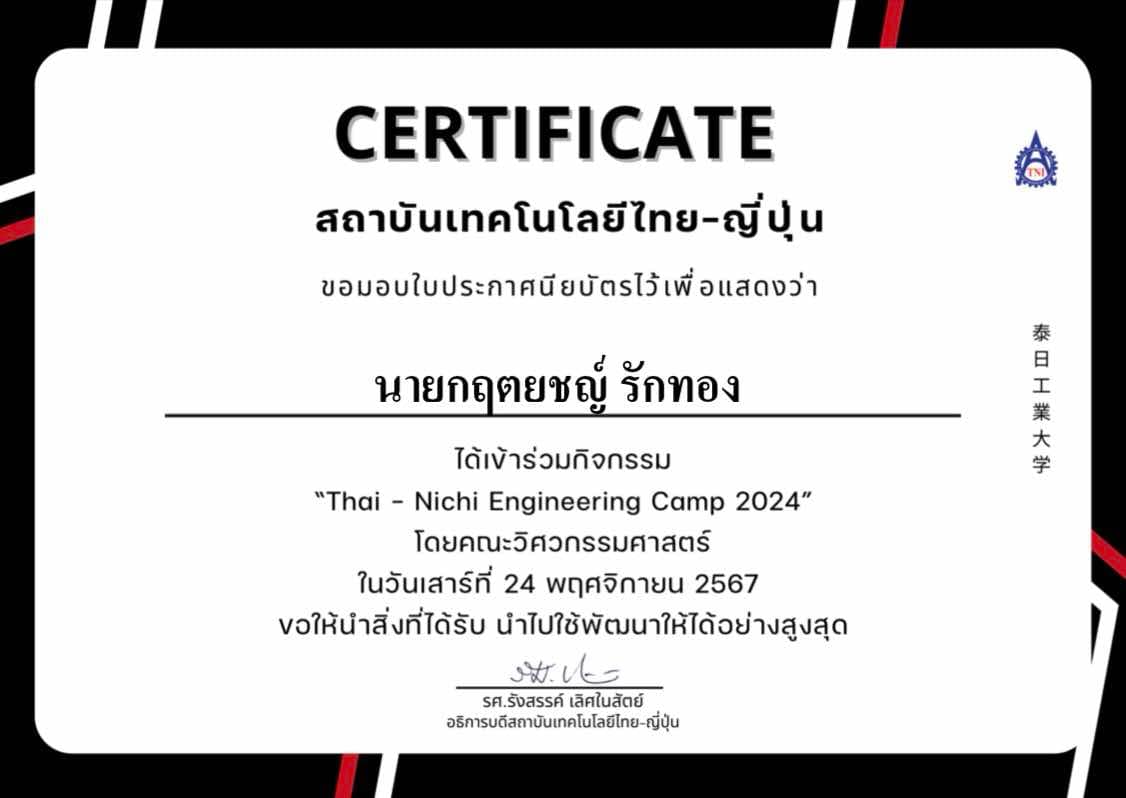 CERTIFICATE
TNI
สถาบันเทคโนโลยีไทย-ญี่ปุ่น
ขอมอบใบประกาศนียบัตรไว้เพื่อแสดงว่า
นายกฤตยชญ์ รักทอง
泰日工業大学
ได้เข้าร่วมกิจกรรม
“Thai - Nichi Engineering Camp 2024”
โดยคณะวิศวกรรมศาสตร์
ในวันเสาร์ที่ 24 พฤศจิกายน 2567
ขอให้นำสิ่งที่ได้รับ นำไปใช้พัฒนาให้ได้อย่างสูงสุด
รศ.รังสรรค์ เลิศในสัตย์
อธิการบดีสถาบันเทคโนโลยีไทย-ญี่ปุ่น